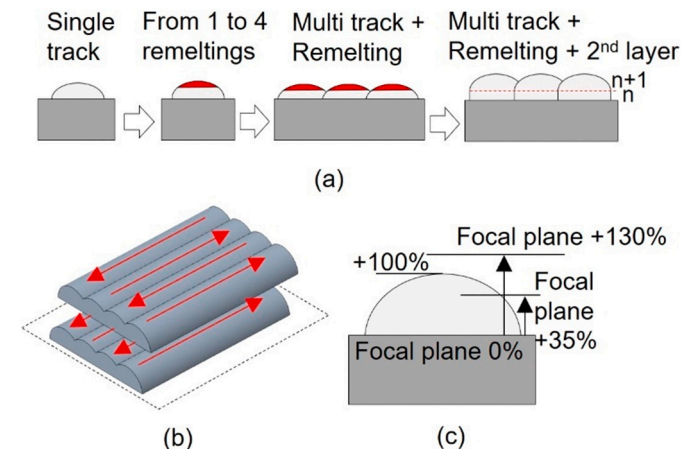 Single
track
From 1 to 4
remeltings
Multi track +
Remelting
Multi track +
Remelting + 2nd layer
n+1
n
(a)
Focal plane +130%
+100%
Focal
plane
+35%
Focal plane 0%
(b)
(c)